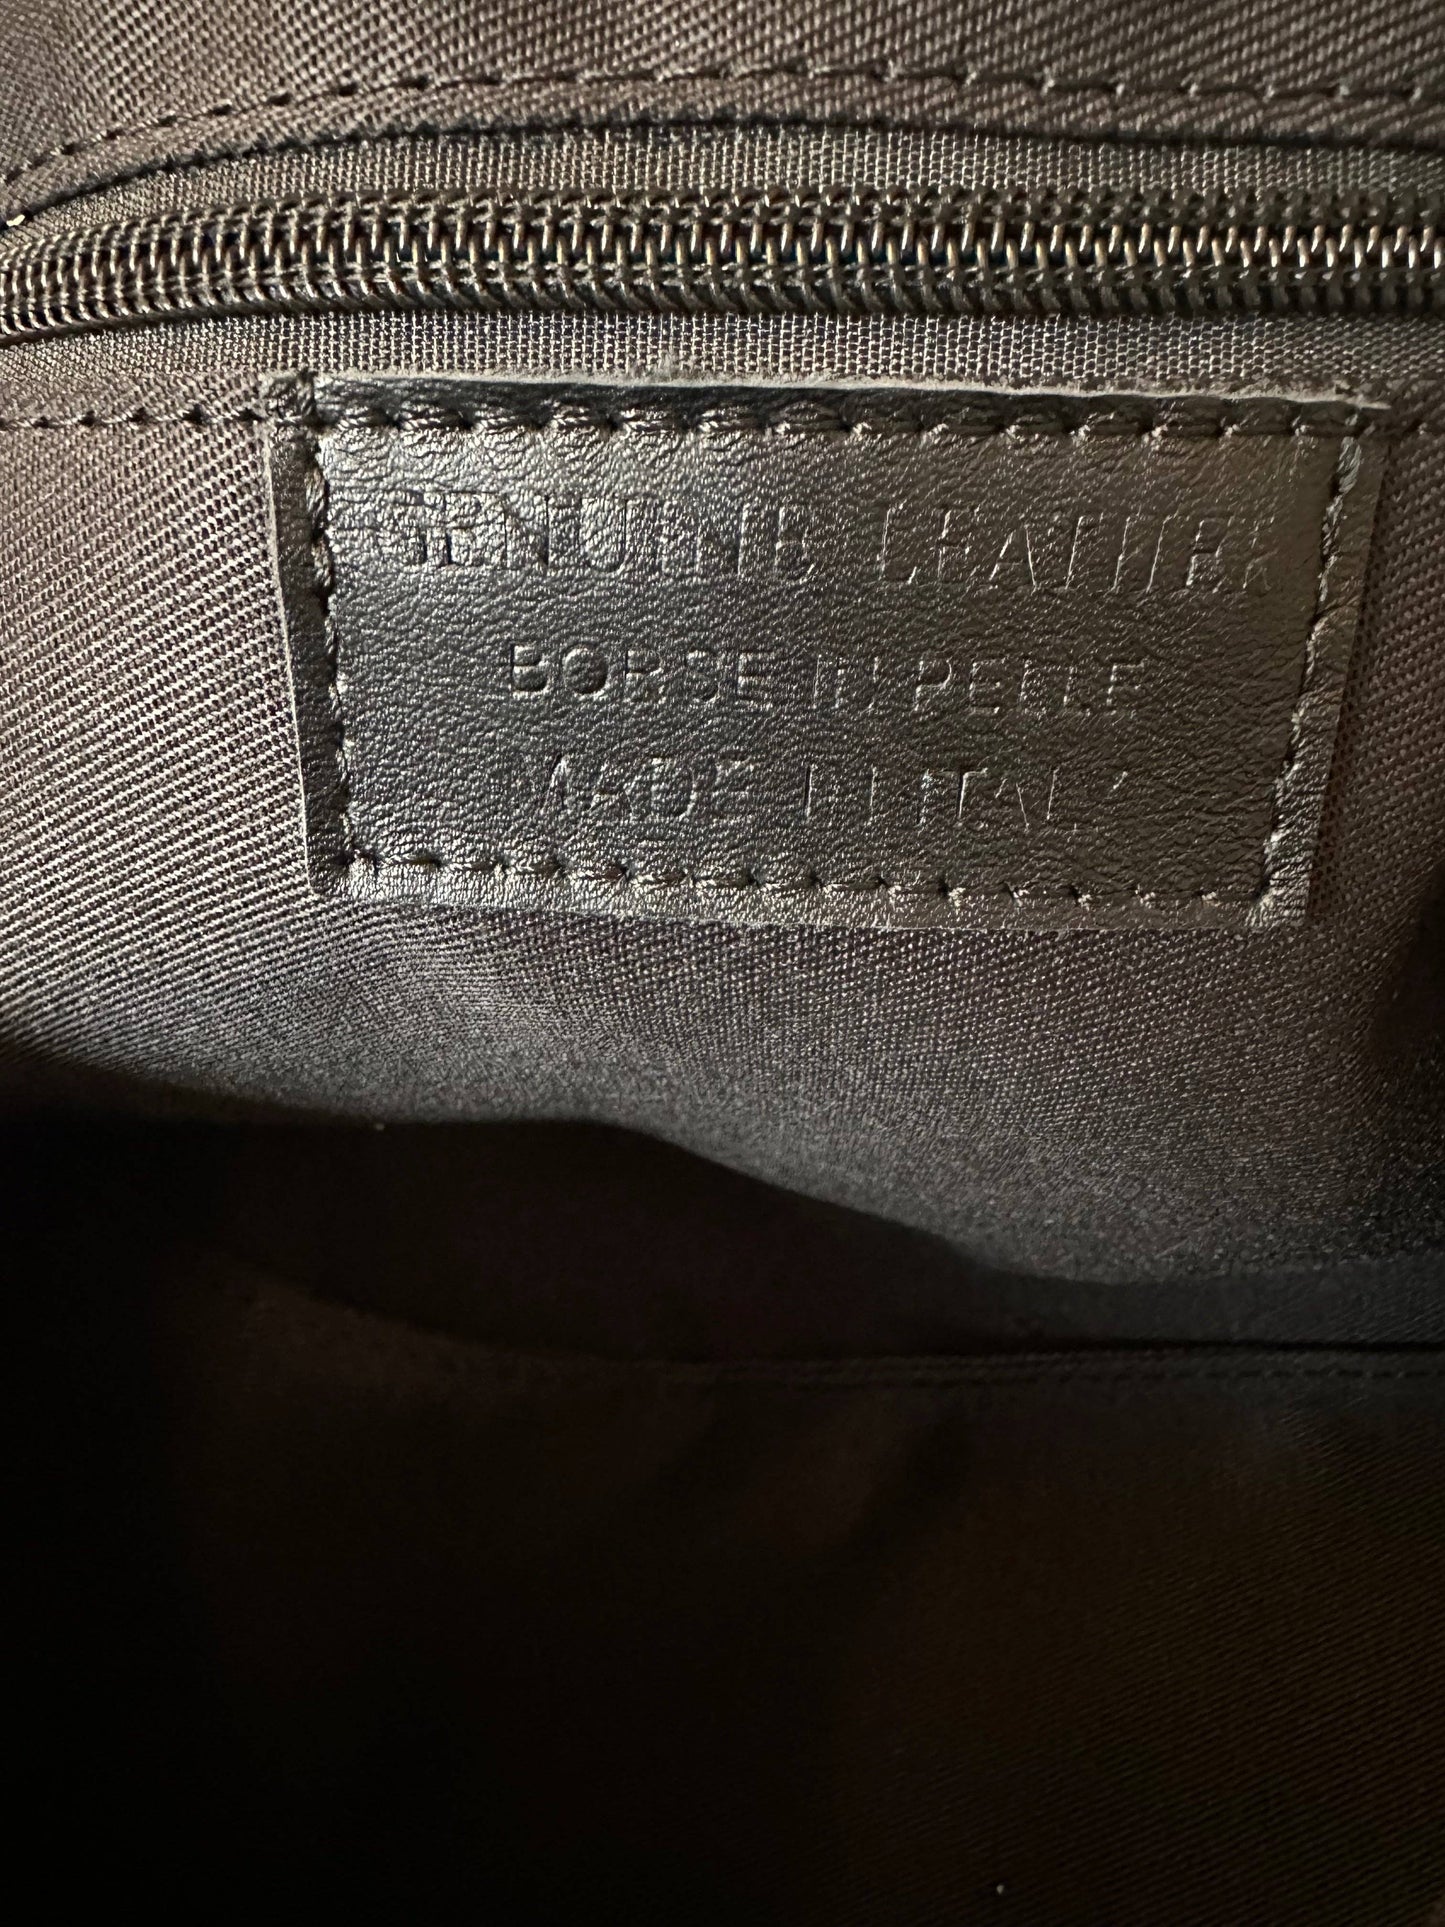 GENUINE LEATHER
BORSE IN PELLE
MADE IN ITALY